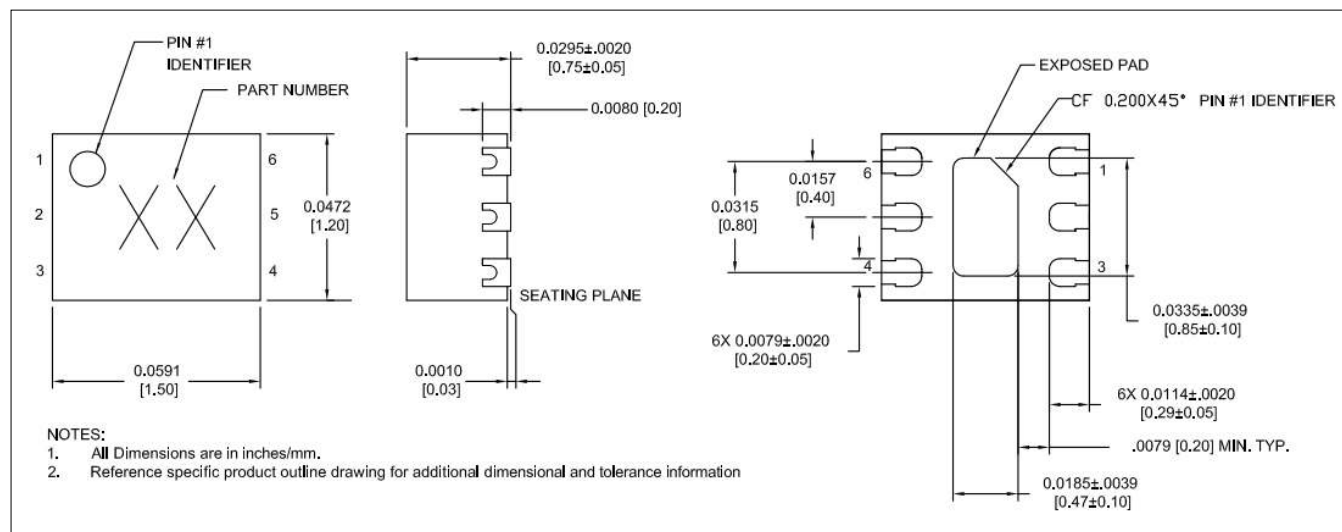 PIN #1
IDENTIFIER
PART NUMBER
1
2
3
6
5
4
XX
0.0472
[1.20]
0.0591
[1.50]
0.0295±.0020
[0.75±0.05]
0.0080 [0.20]
SEATING PLANE
0.0010
[0.03]
EXPOSED PAD
CF 0.200X45° PIN #1 IDENTIFIER
6
4
1
3
0.0157
[0.40]
0.0315
[0.80]
6X 0.0079±.0020
[0.20±0.05]
0.0335±.0039
[0.85±0.10]
6X 0.0114±.0020
[0.29±0.05]
.0079 [0.20] MIN. TYP.
0.0185±.0039
[0.47±0.10]
NOTES:
1. All Dimensions are in inches/mm.
2. Reference specific product outline drawing for additional dimensional and tolerance information